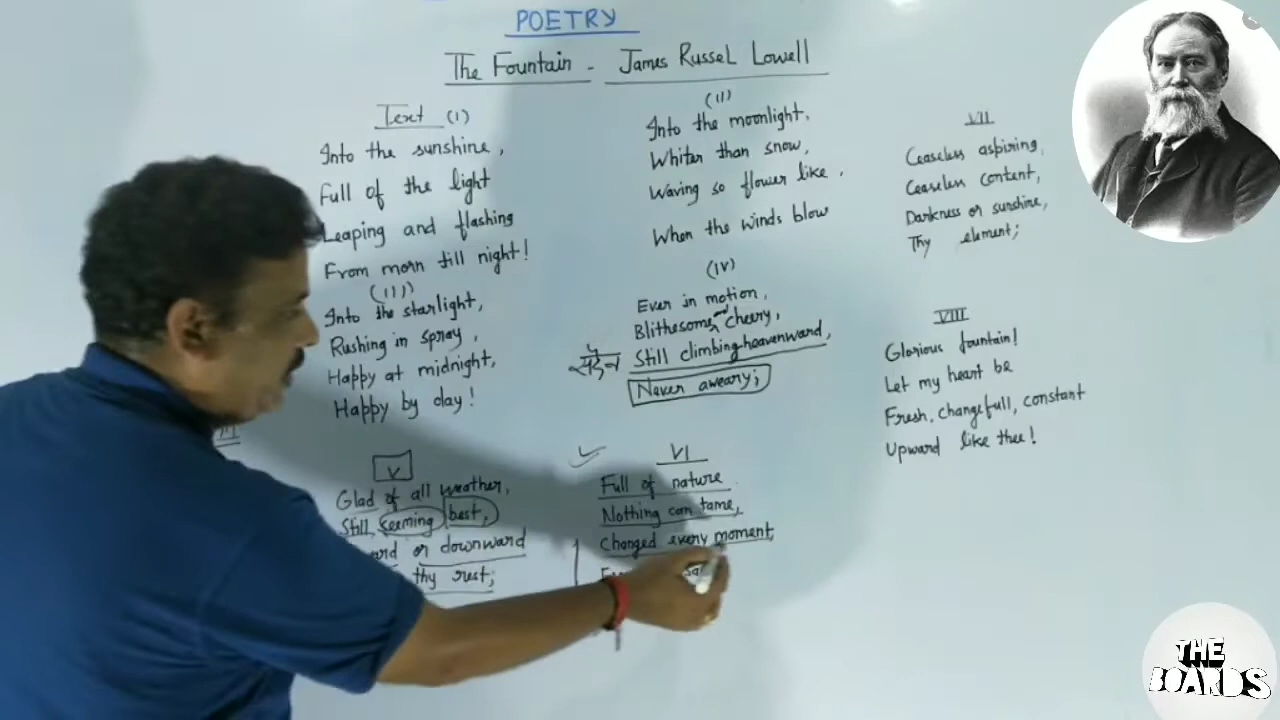 POETRY
The Fountain - James Russel Lowell
Text (I)
Into the sunshine,
Full of the light
Leaping and flashing
From morn till night!
(II)
Into the moonlight,
Whiter than snow,
Waving so flower like,
When the winds blow
(III)
Into the starlight,
Rushing in spray,
Happy at midnight,
Happy by day!
(IV)
Ever in motion,
Blithesome cheery,
Still climbing heavenward,
Never aweary;
V
Glad of all weather,
Still, seeming best,
or downward
thy rest;
VI
Full of nature
Nothing can tame,
Changed every moment,
VII
Ceaseless aspiring,
Ceaseless content,
Darkness or sunshine,
Thy element;
VIII
Glorious fountain!
Let my heart be
Fresh, changefull, constant
Upward like thee!
THE
BOARDS